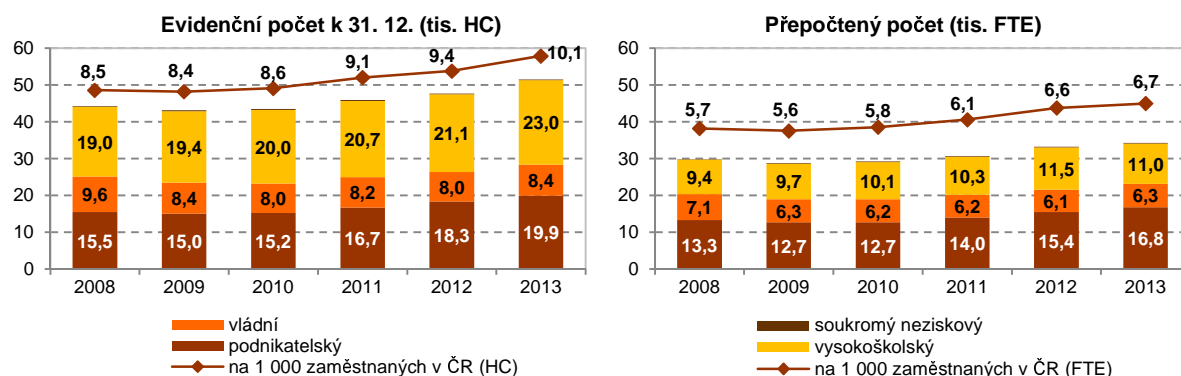 Evidenční počet k 31. 12. (tis. HC)
60
50
40
30
20
10
0
8,5 8,4 8,6 9,1 9,4 10,1
19,0 19,4 20,0 20,7 21,1 23,0
9,6 8,4 8,0 8,2 8,0 8,4
15,5 15,0 15,2 16,7 18,3 19,9
2008 2009 2010 2011 2012 2013
vládní
podnikatelský
na 1 000 zaměstnaných v ČR (HC)
Přepočtený počet (tis. FTE)
60
50
40
30
20
10
0
5,7 5,6 5,8 6,1 6,6 6,7
9,4 9,7 10,1 10,3 11,5 11,0
7,1 6,3 6,2 6,2 6,1 6,3
13,3 12,7 12,7 14,0 15,4 16,8
2008 2009 2010 2011 2012 2013
soukromý neziskový
vysokoškolský
na 1 000 zaměstnaných v ČR (FTE)